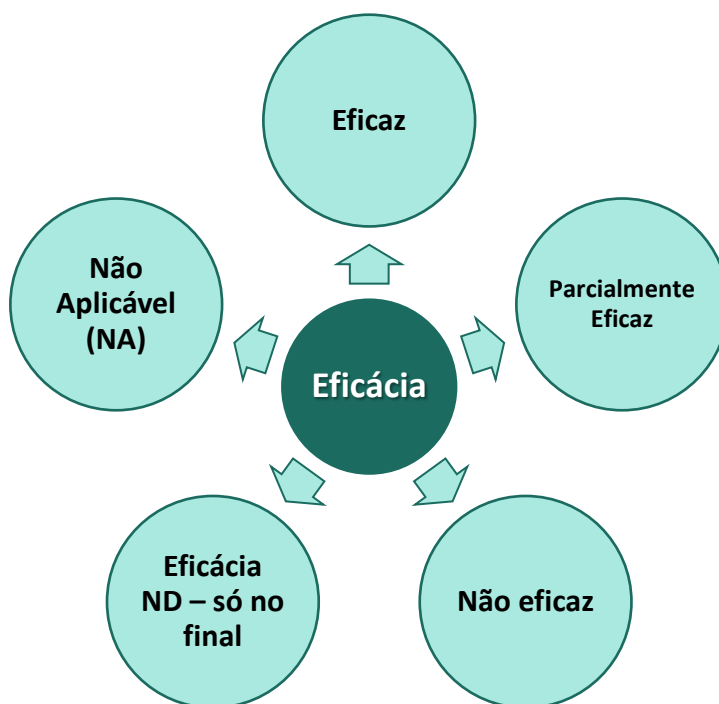 Eficaz
Não
Aplicável
(NA)
Parcialmente
Eficaz
Eficácia
Eficácia
ND – só no
final
Não eficaz